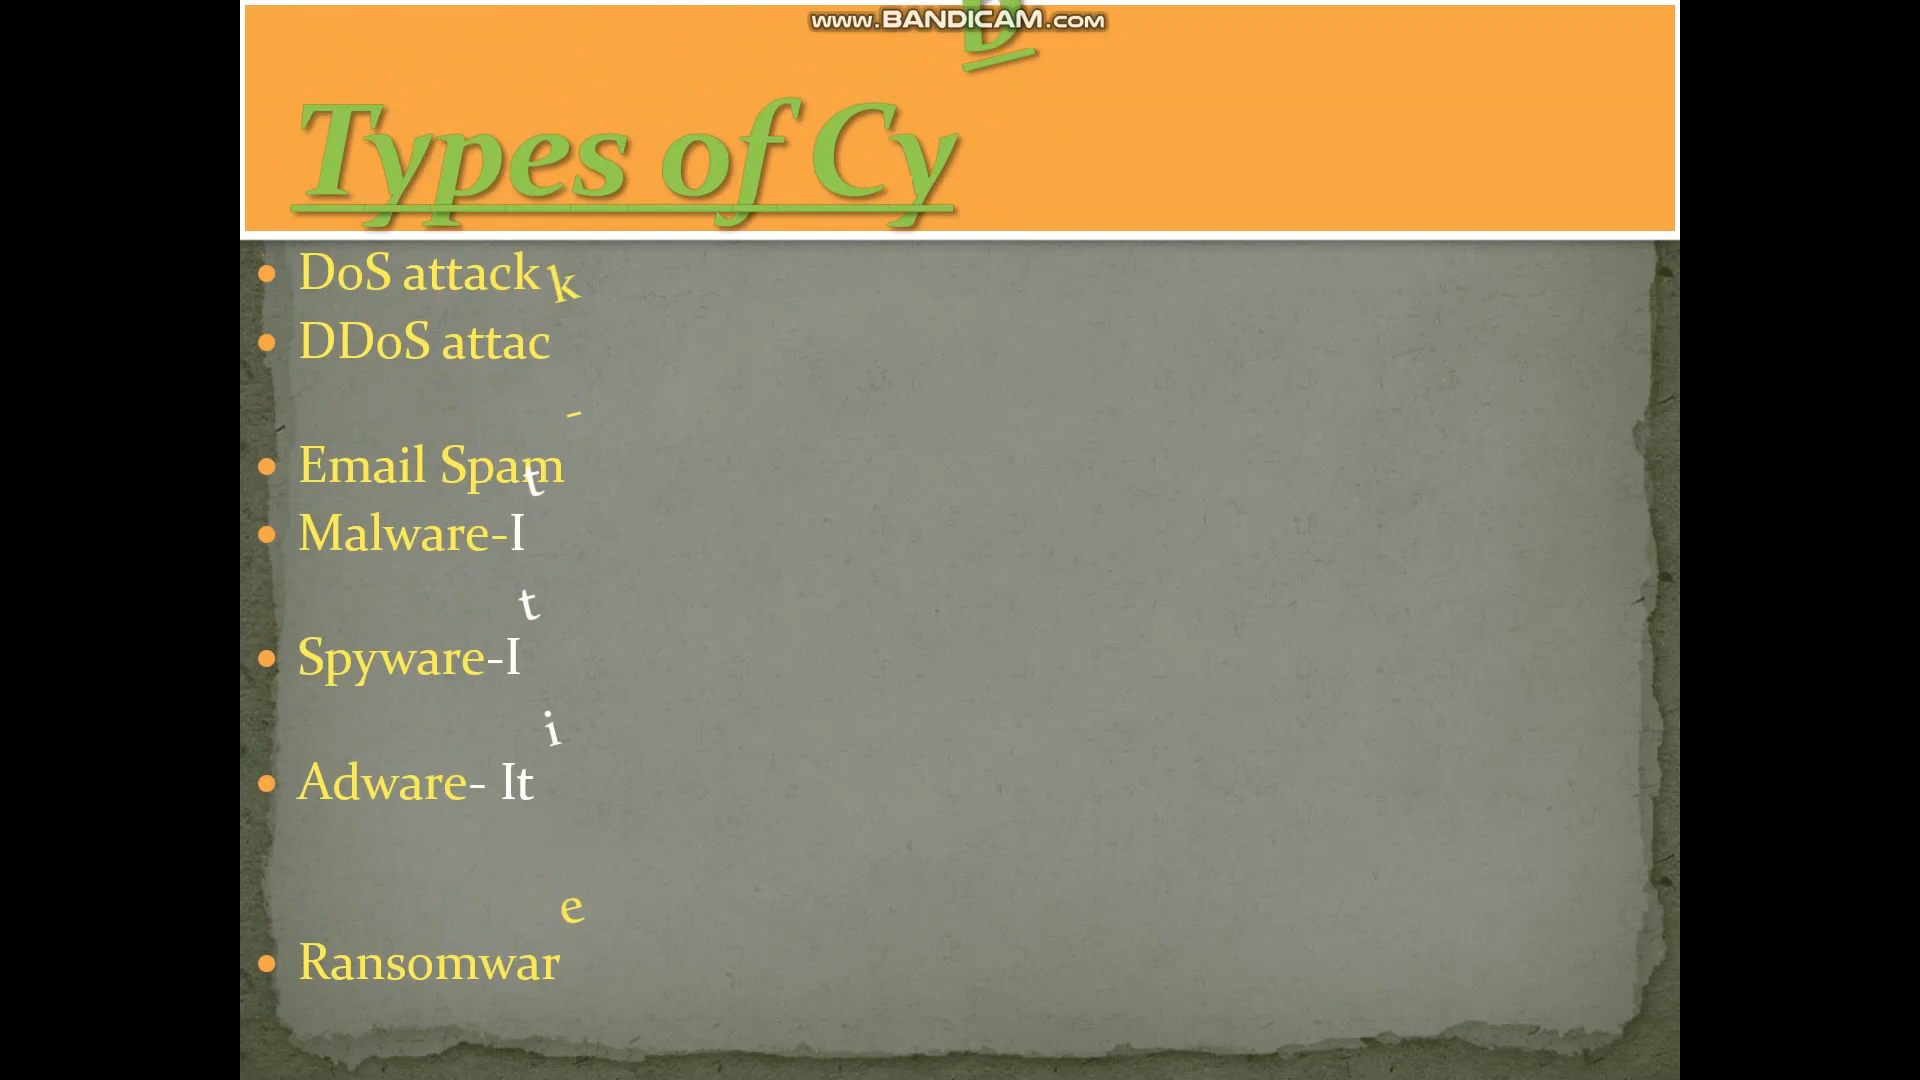 www.BANDICAM.com
b
Types of Cy
DoS attack
k
DDoS attac
-
Email Spam
t
Malware-I
t
Spyware-I
i
Adware- It
e
Ransomwar